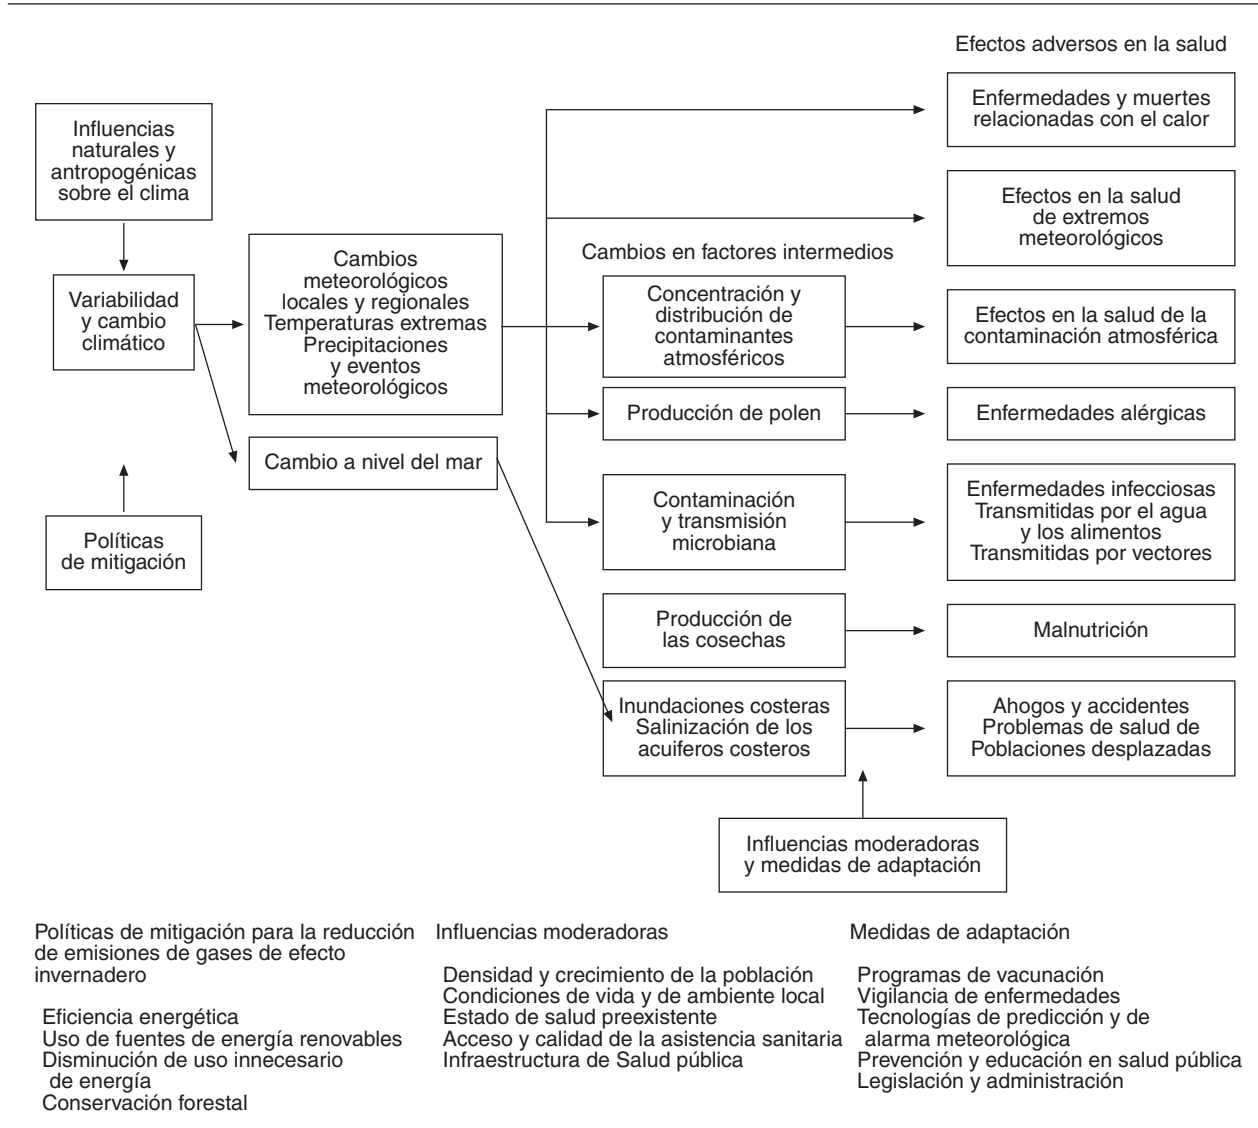 Efectos adversos en la salud
Influencias
naturales y
antropogénicas
sobre el clima
Variabilidad
y cambio
climático
Políticas
de mitigación
Cambios
meteorológicos
locales y regionales
Temperaturas extremas
Precipitaciones
y eventos
meteorológicos
Cambio a nivel del mar
Cambios en factores intermedios
Concentración y
distribución de
contaminantes
atmosféricos
Producción de polen
Contaminación
y transmisión
microbiana
Producción de
las cosechas
Inundaciones costeras
Salinización de los
acuiferos costeros
Enfermedades y muertes
relacionadas con el calor
Efectos en la salud
de extremos
meteorológicos
Efectos en la salud de la
contaminación atmosférica
Enfermedades alérgicas
Enfermedades infecciosas
Transmitidas por el agua
y los alimentos
Transmitidas por vectores
Malnutrición
Ahogos y accidentes
Problemas de salud de
Poblaciones desplazadas
Influencias moderadoras
y medidas de adaptación
Políticas de mitigación para la reducción
de emisiones de gases de efecto
invernadero
Eficiencia energética
Uso de fuentes de energía renovables
Disminución de uso innecesario
de energía
Conservación forestal
Influencias moderadoras
Densidad y crecimiento de la población
Condiciones de vida y de ambiente local
Estado de salud preexistente
Acceso y calidad de la asistencia sanitaria
Infraestructura de Salud pública
Medidas de adaptación
Programas de vacunación
Vigilancia de enfermedades
Tecnologías de predicción y de
alarma meteorológica
Prevención y educación en salud pública
Legislación y administración